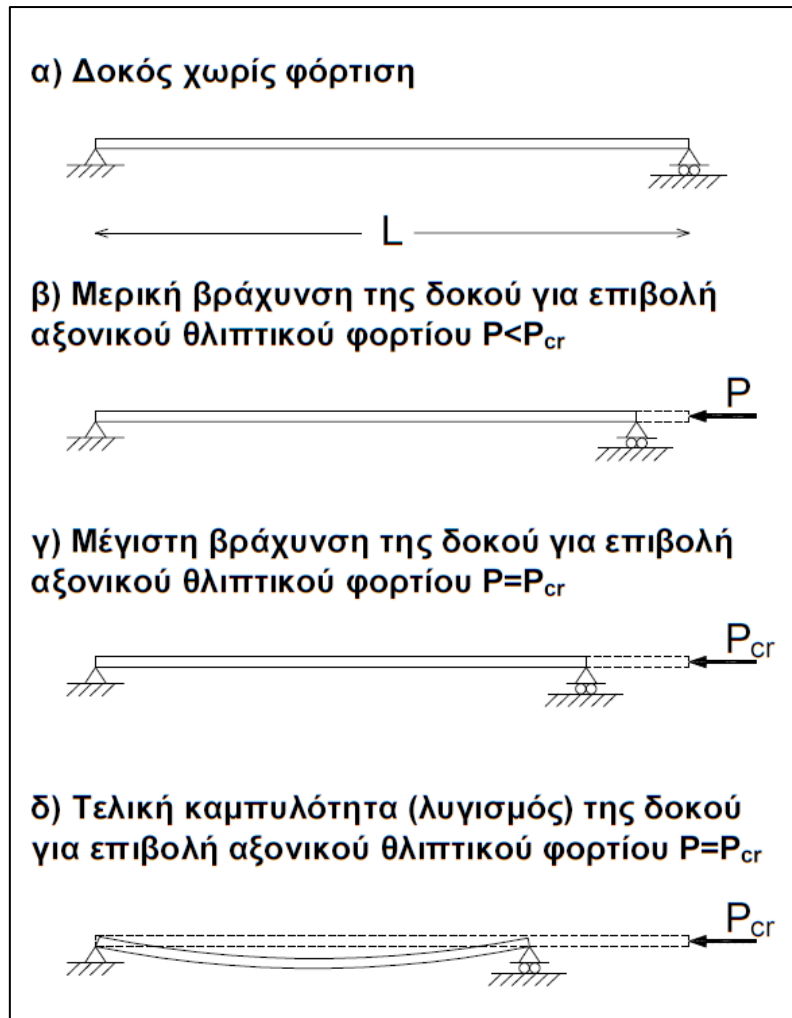 α) Δοκός χωρίς φόρτιση
L
β) Μερική βράχυνση της δοκού για επιβολή
αξονικού θλιπτικού φορτίου P<Pcr
P
γ) Μέγιστη βράχυνση της δοκού για επιβολή
αξονικού θλιπτικού φορτίου P=Pcr
Pcr
δ) Τελική καμπυλότητα (λυγισμός) της δοκού
για επιβολή αξονικού θλιπτικού φορτίου P=Pcr
Pcr